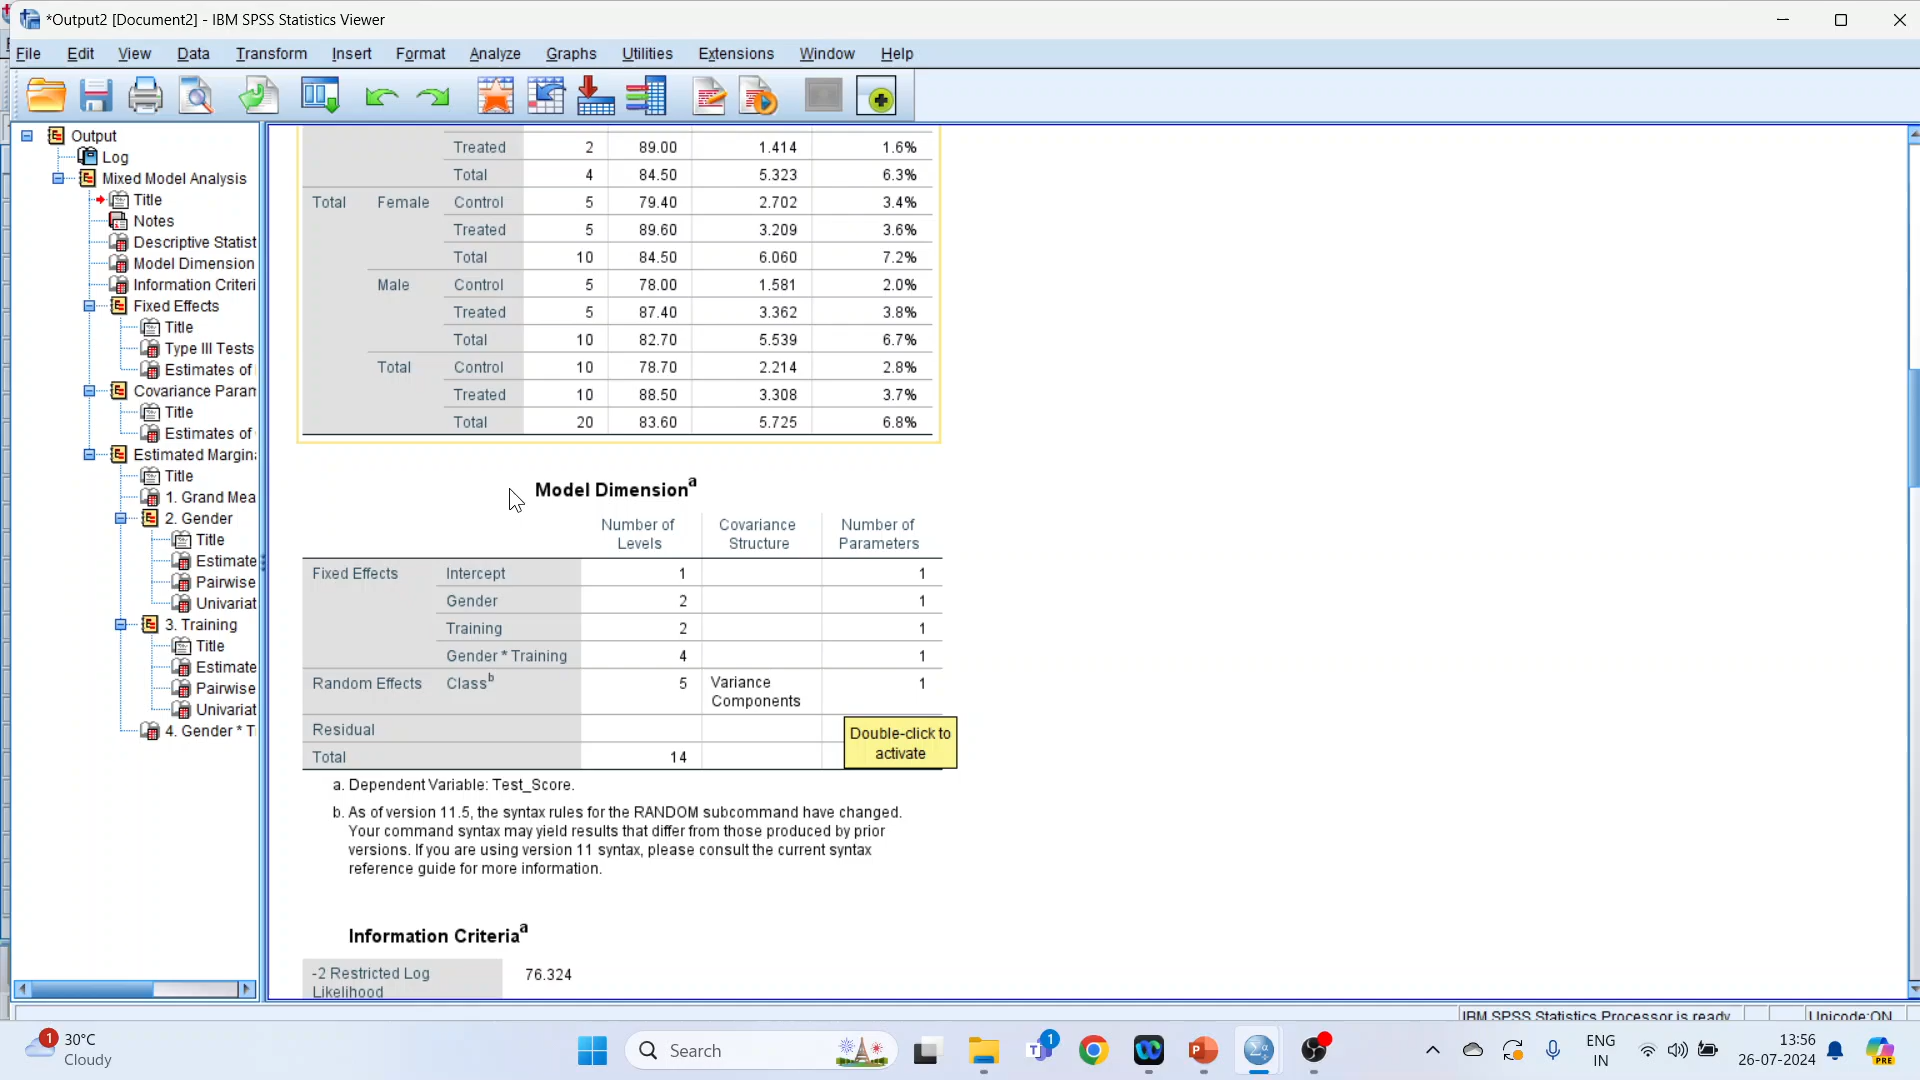 *Output2 [Document2] - IBM SPSS Statistics Viewer
File Edit View Data Transform Insert Format Analyze Graphs Utilities Extensions Window Help
Output
Log
Mixed Model Analysis
Title
Notes
Descriptive Statist
Model Dimension
Information Criteri
Fixed Effects
Title
Type III Tests
Estimates of
Covariance Param
Title
Estimates of
Estimated Margin
Title
1. Grand Mea
2. Gender
Title
Estimate
Pairwise
Univariat
3. Training
Title
Estimate
Pairwise
Univariat
4. Gender * T
Treated 2 89.00 1.414 1.6%
Total 4 84.50 5.323 6.3%
Total Female Control 5 79.40 2.702 3.4%
Treated 5 89.60 3.209 3.6%
Total 10 84.50 6.060 7.2%
Male Control 5 78.00 1.581 2.0%
Treated 5 87.40 3.362 3.8%
Total 10 82.70 5.539 6.7%
Total Control 10 78.70 2.214 2.8%
Treated 10 88.50 3.308 3.7%
Total 20 83.60 5.725 6.8%
Model Dimension a
Number of Levels Covariance Structure Number of Parameters
Fixed Effects Intercept 1 1
Gender 2 1
Training 2 1
Gender * Training 4 1
Random Effects Class b 5 Variance Components 1
Residual
Total 14
Double-click to
activate
a. Dependent Variable: Test_Score.
b. As of version 11.5, the syntax rules for the RANDOM subcommand have changed.
Your command syntax may yield results that differ from those produced by prior
versions. If you are using version 11 syntax, please consult the current syntax
reference guide for more information.
Information Criteria a
-2 Restricted Log 76.324
Likelihood
IBM SPSS Statistics Processor is ready Unicode:ON
1 30°C
Cloudy
Search
1
ENG
IN
13:56
26-07-2024
PRE